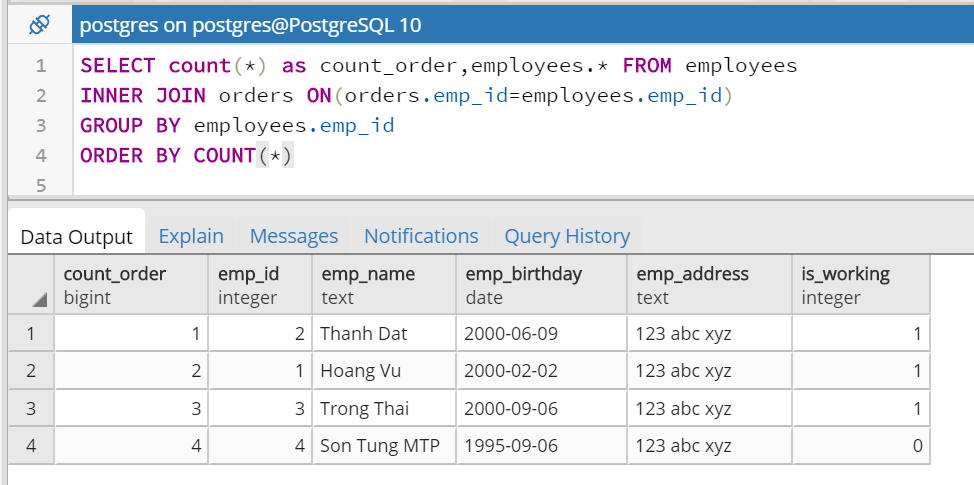 postgres on postgres@PostgreSQL 10
1 SELECT count(*) as count_order,employees.* FROM employees
2 INNER JOIN orders ON(orders.emp_id=employees.emp_id)
3 GROUP BY employees.emp_id
4 ORDER BY COUNT(*)
5
Data Output Explain Messages Notifications Query History
count_order emp_id emp_name emp_birthday emp_address is_working
bigint integer text date text integer
1 1 2 Thanh Dat 2000-06-09 123 abc xyz 1
2 2 1 Hoang Vu 2000-02-02 123 abc xyz 1
3 3 3 Trong Thai 2000-09-06 123 abc xyz 1
4 4 4 Son Tung MTP 1995-09-06 123 abc xyz 0